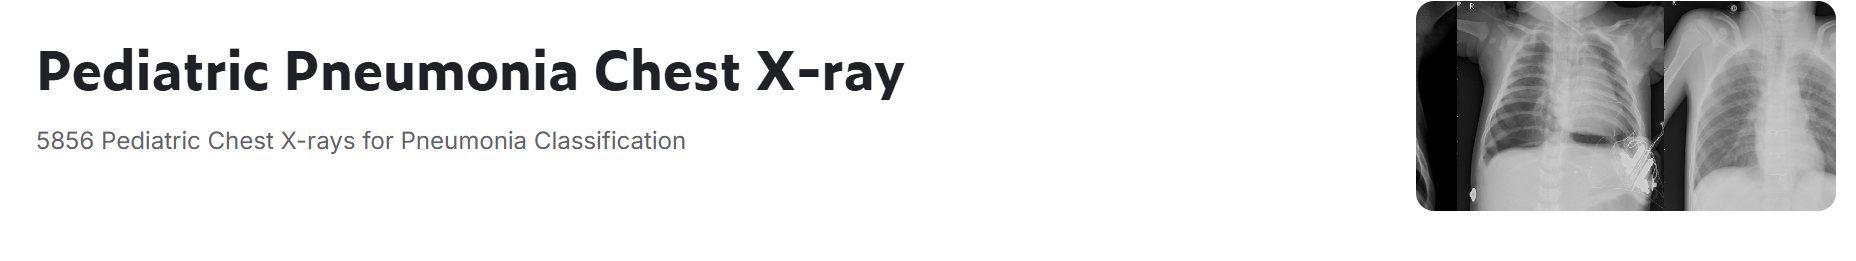 Pediatric Pneumonia Chest X-ray
5856 Pediatric Chest X-rays for Pneumonia Classification
R